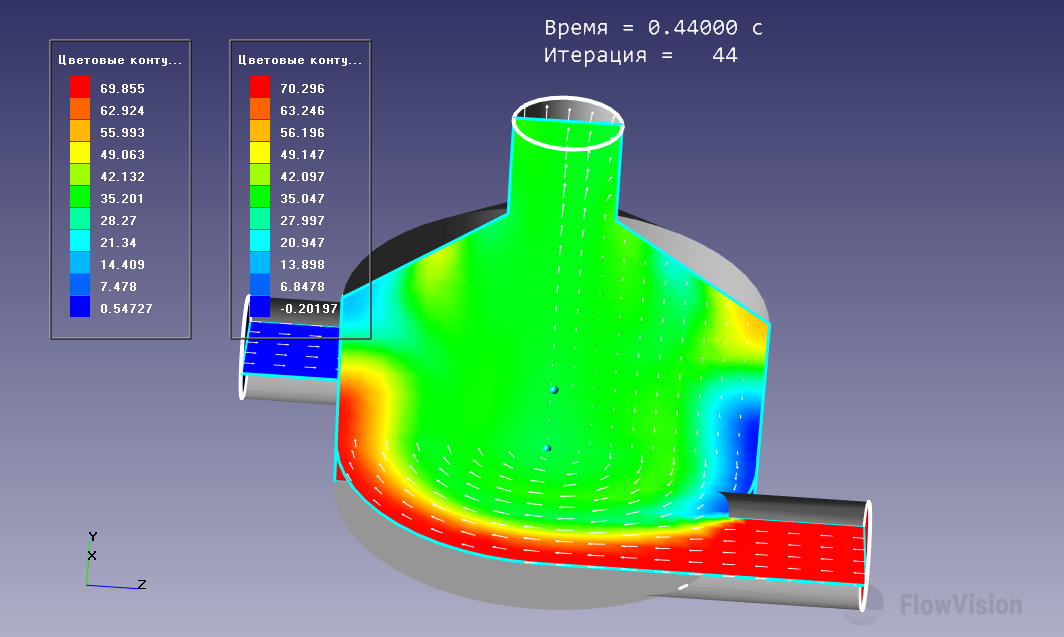 Время = 0.44000 с
Итерация = 44
Цветовые конту...
69.855
62.924
55.993
49.063
42.132
35.201
28.27
21.34
14.409
7.478
0.54727
Цветовые конту...
70.296
63.246
56.196
49.147
42.097
35.047
27.997
20.947
13.898
6.8478
-0.20197
Y
X
Z
FlowVision